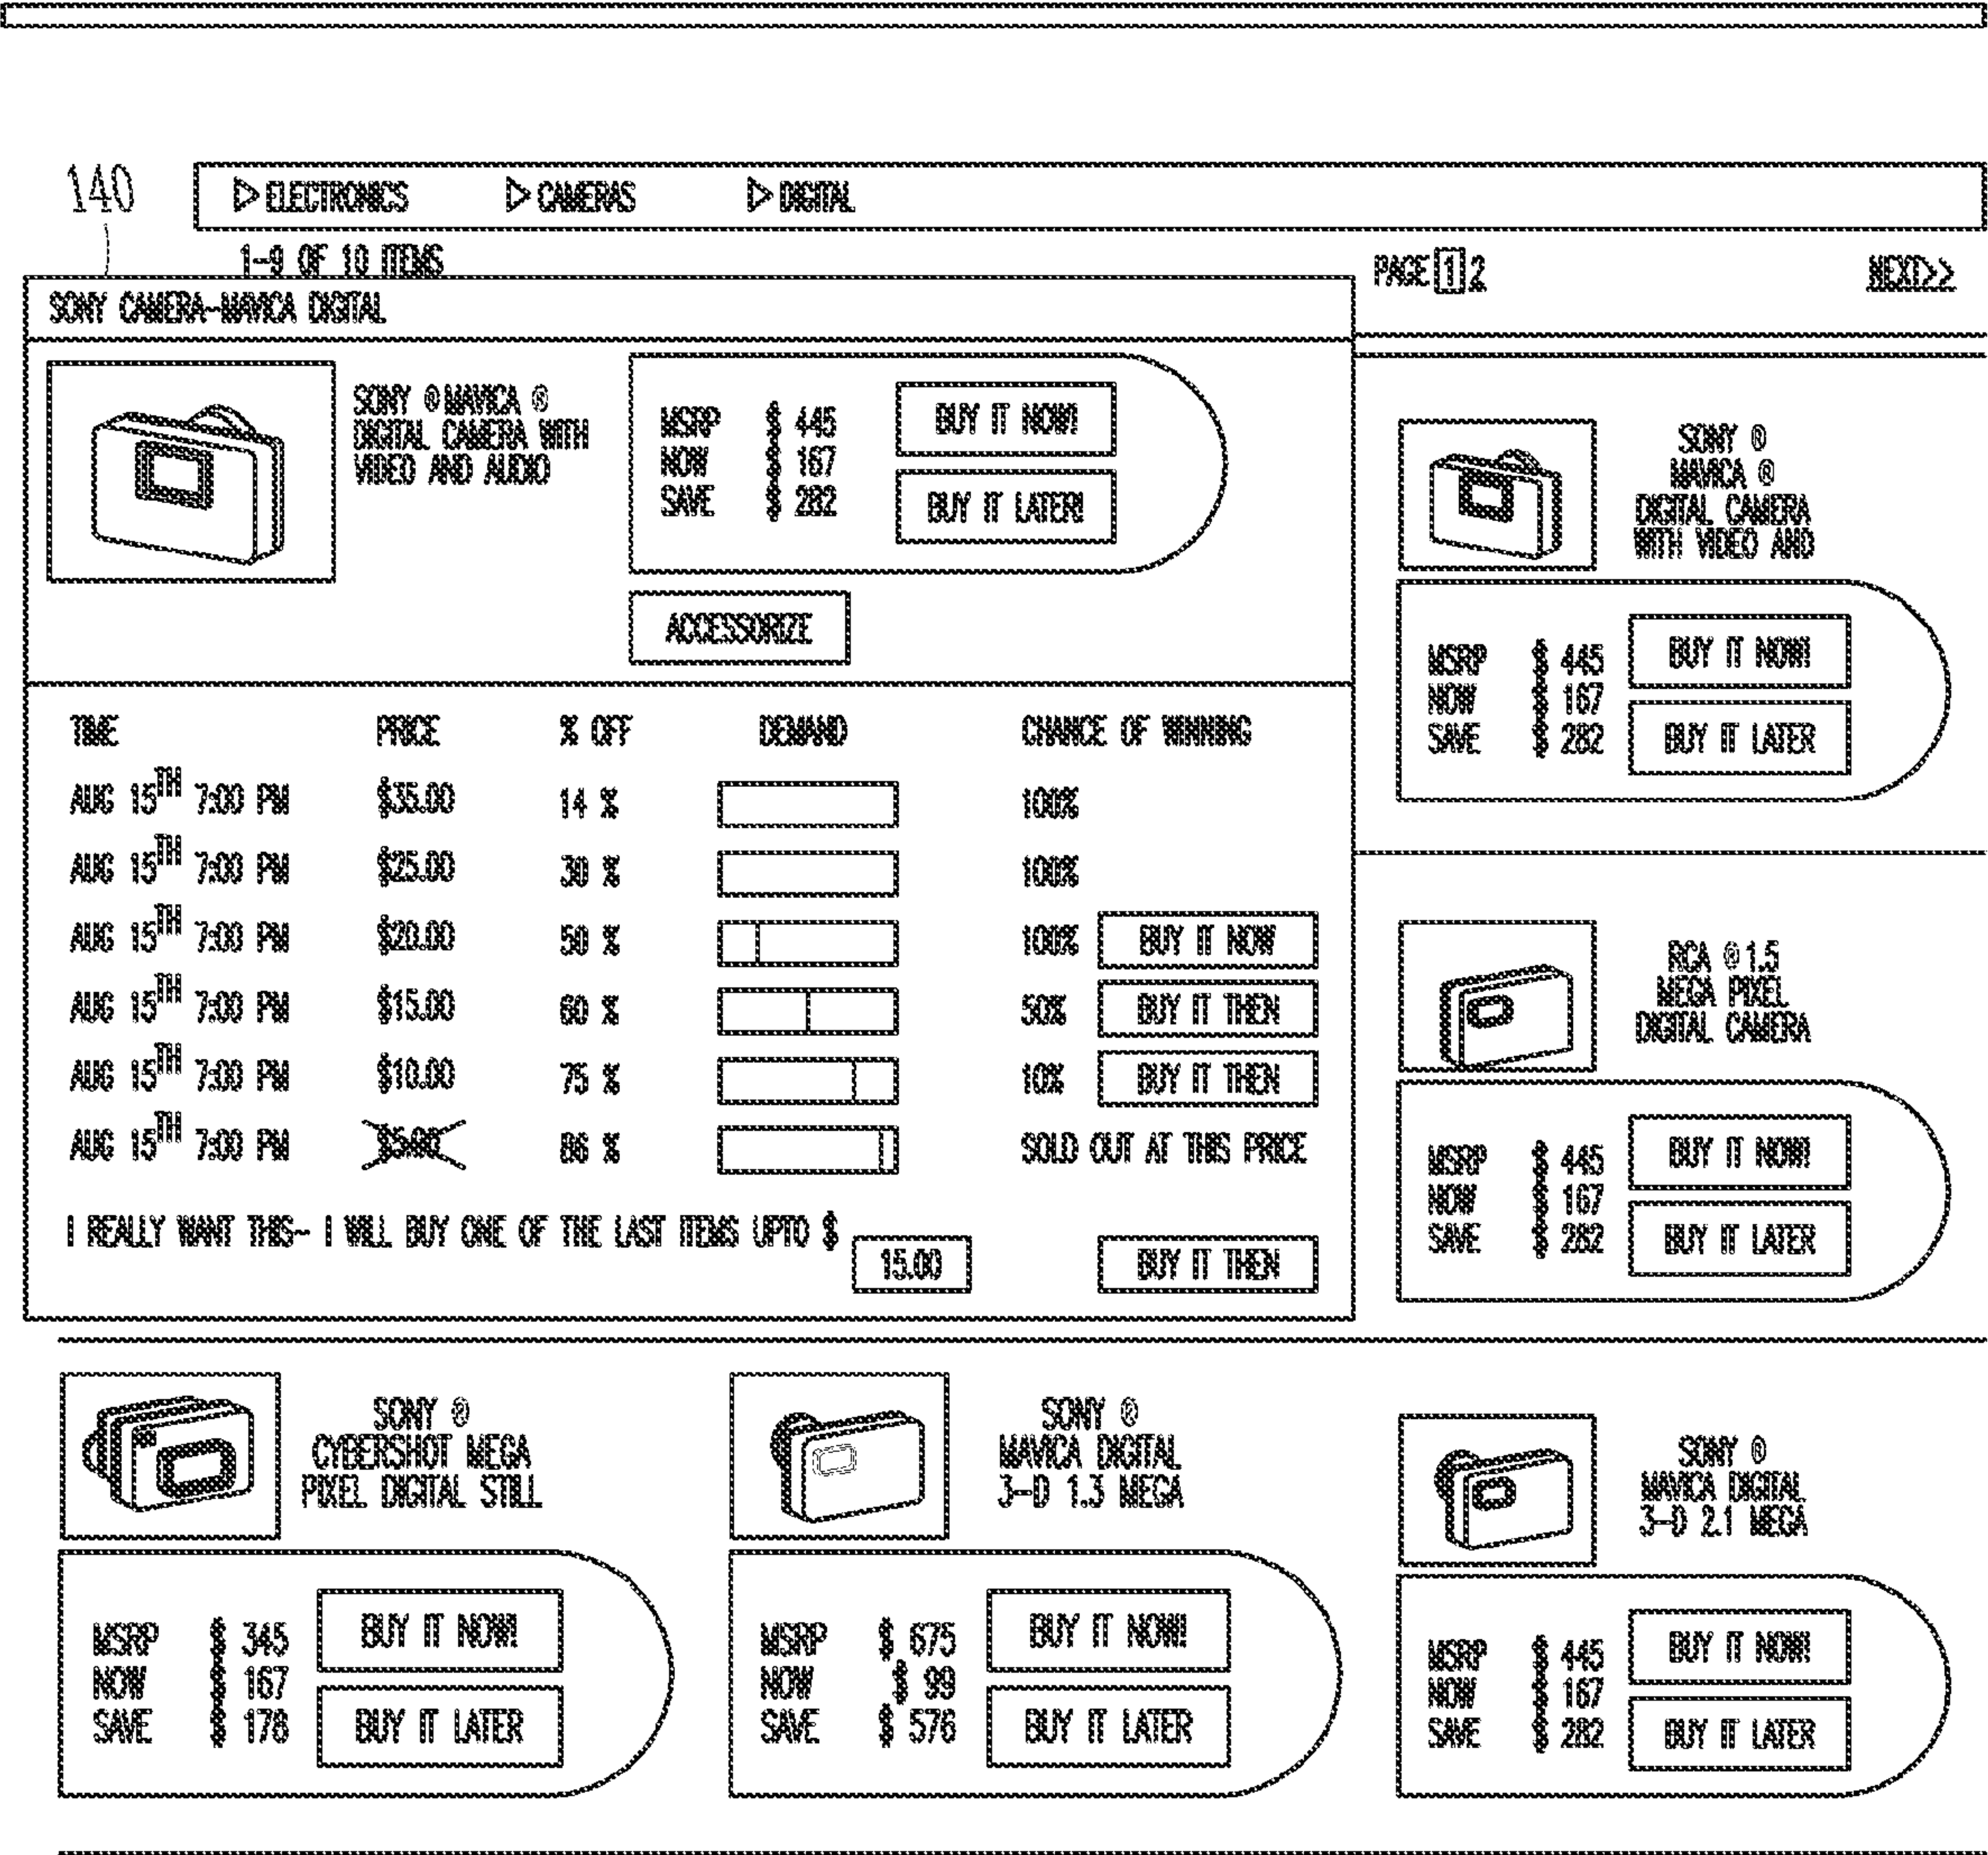 140
▷ ELECTRONICS ▷ CAMERAS ▷ DIGITAL
1-9 OF 10 ITEMS
PAGE 1 2 NEXT>>
SONY CAMERA~MAVICA DIGITAL
SONY ® MAVICA ®
DIGITAL CAMERA WITH
VIDEO AND AUDIO
MSRP $ 445
NOW $ 167
SAVE $ 282
BUY IT NOW!
BUY IT LATER!
ACCESSORIZE
TIME PRICE % OFF DEMAND CHANCE OF WINNING
AUG 15TH 7:00 PM $35.00 14 % 100%
AUG 15TH 7:00 PM $25.00 30 % 100%
AUG 15TH 7:00 PM $20.00 50 % 100% BUY IT NOW
AUG 15TH 7:00 PM $15.00 60 % 50% BUY IT THEN
AUG 15TH 7:00 PM $10.00 75 % 10% BUY IT THEN
AUG 15TH 7:00 PM $5.00 86 % SOLD OUT AT THIS PRICE
I REALLY WANT THIS~ I WILL BUY ONE OF THE LAST ITEMS UPTO $ 15.00 BUY IT THEN
SONY ®
MAVICA ®
DIGITAL CAMERA
WITH VIDEO AND
MSRP $ 445
NOW $ 167
SAVE $ 282
BUY IT NOW!
BUY IT LATER
RCA ® 1.5
MEGA PIXEL
DIGITAL CAMERA
MSRP $ 445
NOW $ 167
SAVE $ 282
BUY IT NOW!
BUY IT LATER
SONY ®
CYBERSHOT MEGA
PIXEL DIGITAL STILL
MSRP $ 345
NOW $ 167
SAVE $ 178
BUY IT NOW!
BUY IT LATER
SONY ®
MAVICA DIGITAL
3-D 1.3 MEGA
MSRP $ 675
NOW $ 99
SAVE $ 576
BUY IT NOW!
BUY IT LATER
SONY ®
MAVICA DIGITAL
3-D 2.1 MEGA
MSRP $ 445
NOW $ 167
SAVE $ 282
BUY IT NOW!
BUY IT LATER